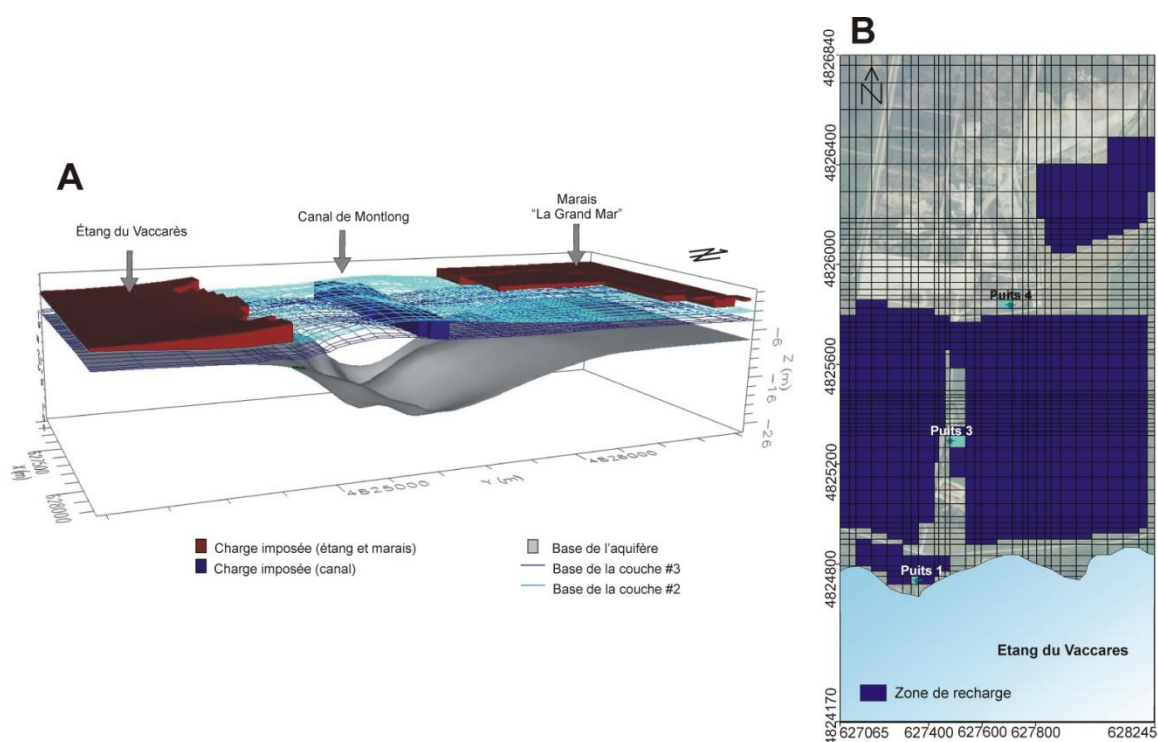 A
Étang du Vaccarès
Canal de Montlong
Marais
"La Grand Mar"
N
-6
-16
-26
Z (m)
4826000
Y (m)
4825000
X (m)
627500
628000
Charge imposée (étang et marais)
Charge imposée (canal)
Base de l'aquifère
Base de la couche #3
Base de la couche #2
B
N
4826840
4826400
4826000
4825600
4825200
4824800
4824170
Puits 4
Puits 3
Puits 1
Etang du Vaccares
Zone de recharge
627065 627400 627600 627800 628245